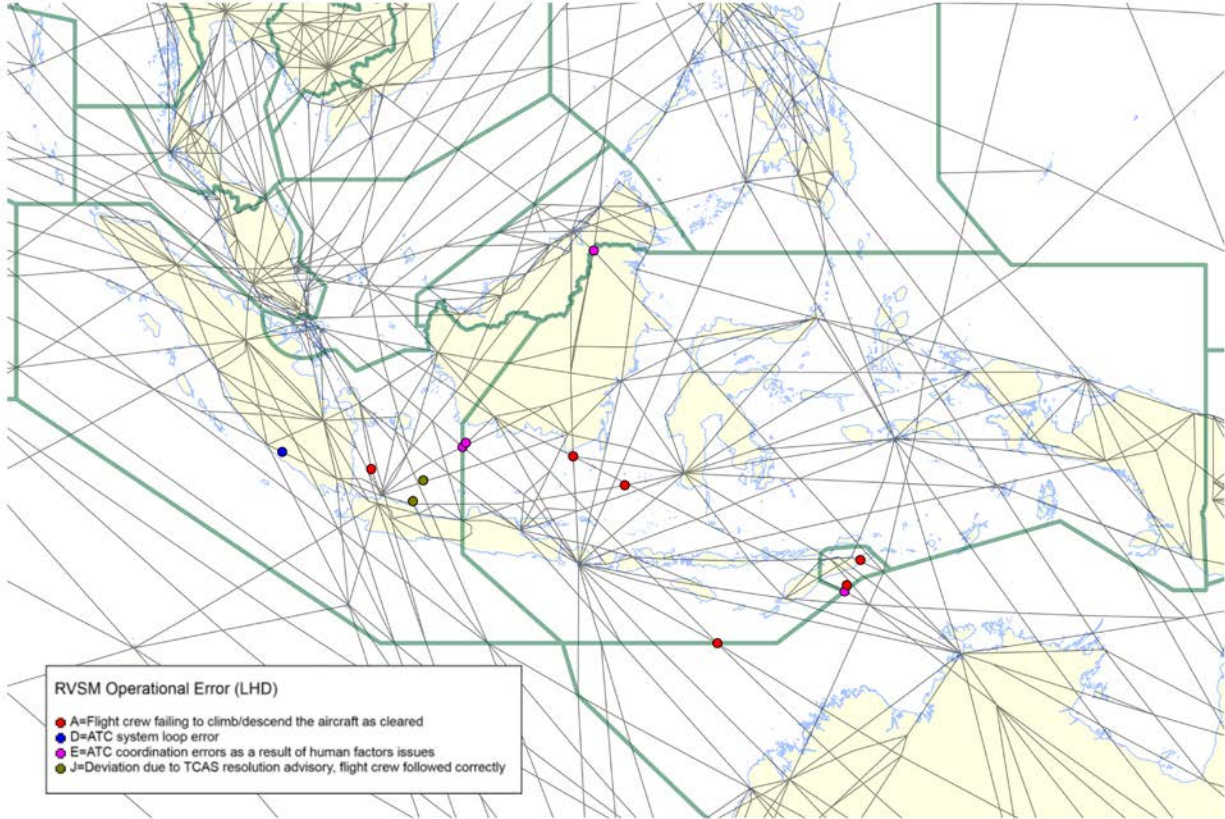 RVSM Operational Error (LHD)
A=Flight crew failing to climb/descend the aircraft as cleared
D=ATC system loop error
E=ATC coordination errors as a result of human factors issues
J=Deviation due to TCAS resolution advisory, flight crew followed correctly